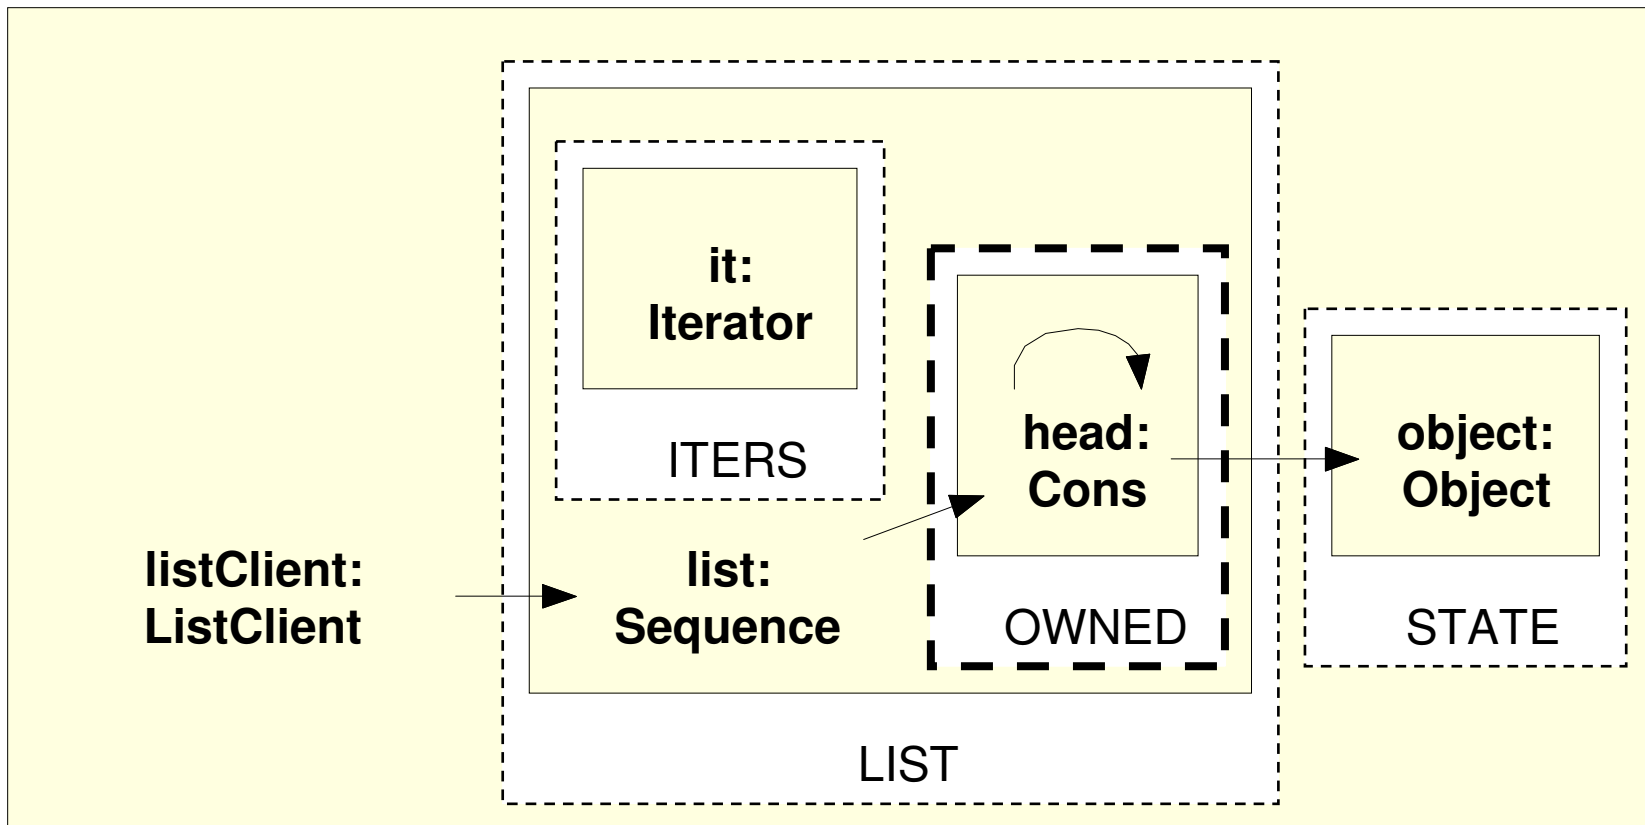 it:
Iterator
ITERS
head:
Cons
OWNED
object:
Object
STATE
listClient:
ListClient
list:
Sequence
LIST